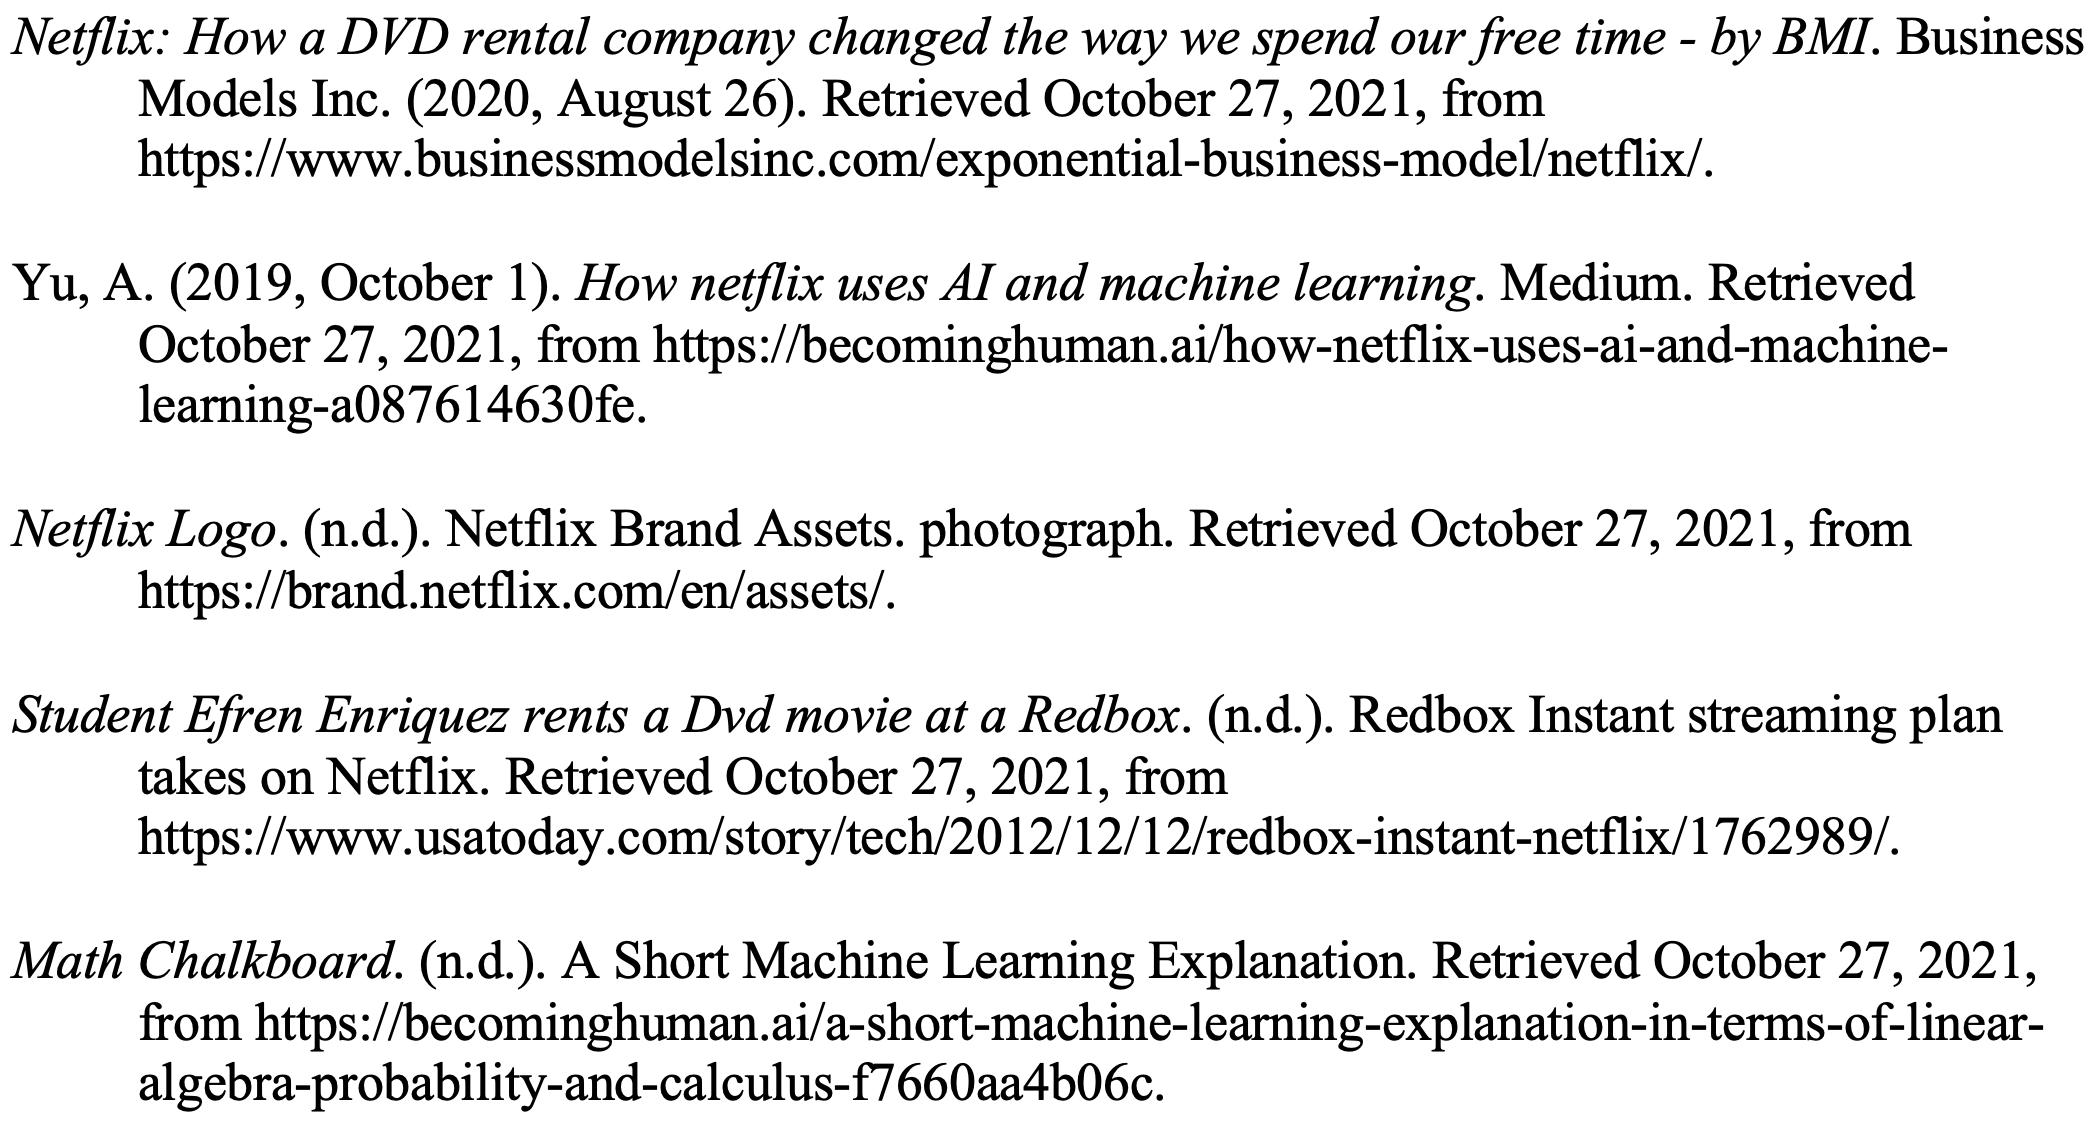 Netflix: How a DVD rental company changed the way we spend our free time - by BMI. Business
Models Inc. (2020, August 26). Retrieved October 27, 2021, from
https://www.businessmodelsinc.com/exponential-business-model/netflix/.
Yu, A. (2019, October 1). How netflix uses AI and machine learning. Medium. Retrieved
October 27, 2021, from https://becominghuman.ai/how-netflix-uses-ai-and-machine-
learning-a087614630fe.
Netflix Logo. (n.d.). Netflix Brand Assets. photograph. Retrieved October 27, 2021, from
https://brand.netflix.com/en/assets/.
Student Efren Enriquez rents a Dvd movie at a Redbox. (n.d.). Redbox Instant streaming plan
takes on Netflix. Retrieved October 27, 2021, from
https://www.usatoday.com/story/tech/2012/12/12/redbox-instant-netflix/1762989/.
Math Chalkboard. (n.d.). A Short Machine Learning Explanation. Retrieved October 27, 2021,
from https://becominghuman.ai/a-short-machine-learning-explanation-in-terms-of-linear-
algebra-probability-and-calculus-f7660aa4b06c.